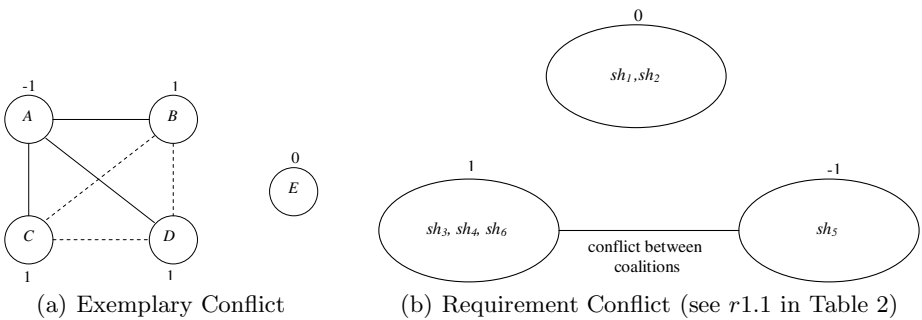 0
sh1,sh2
-1
1
A
B
0
E
1
-1
C
D
sh3, sh4, sh6
sh5
conflict between
coalitions
1
1
(a) Exemplary Conflict
(b) Requirement Conflict (see r1.1 in Table 2)